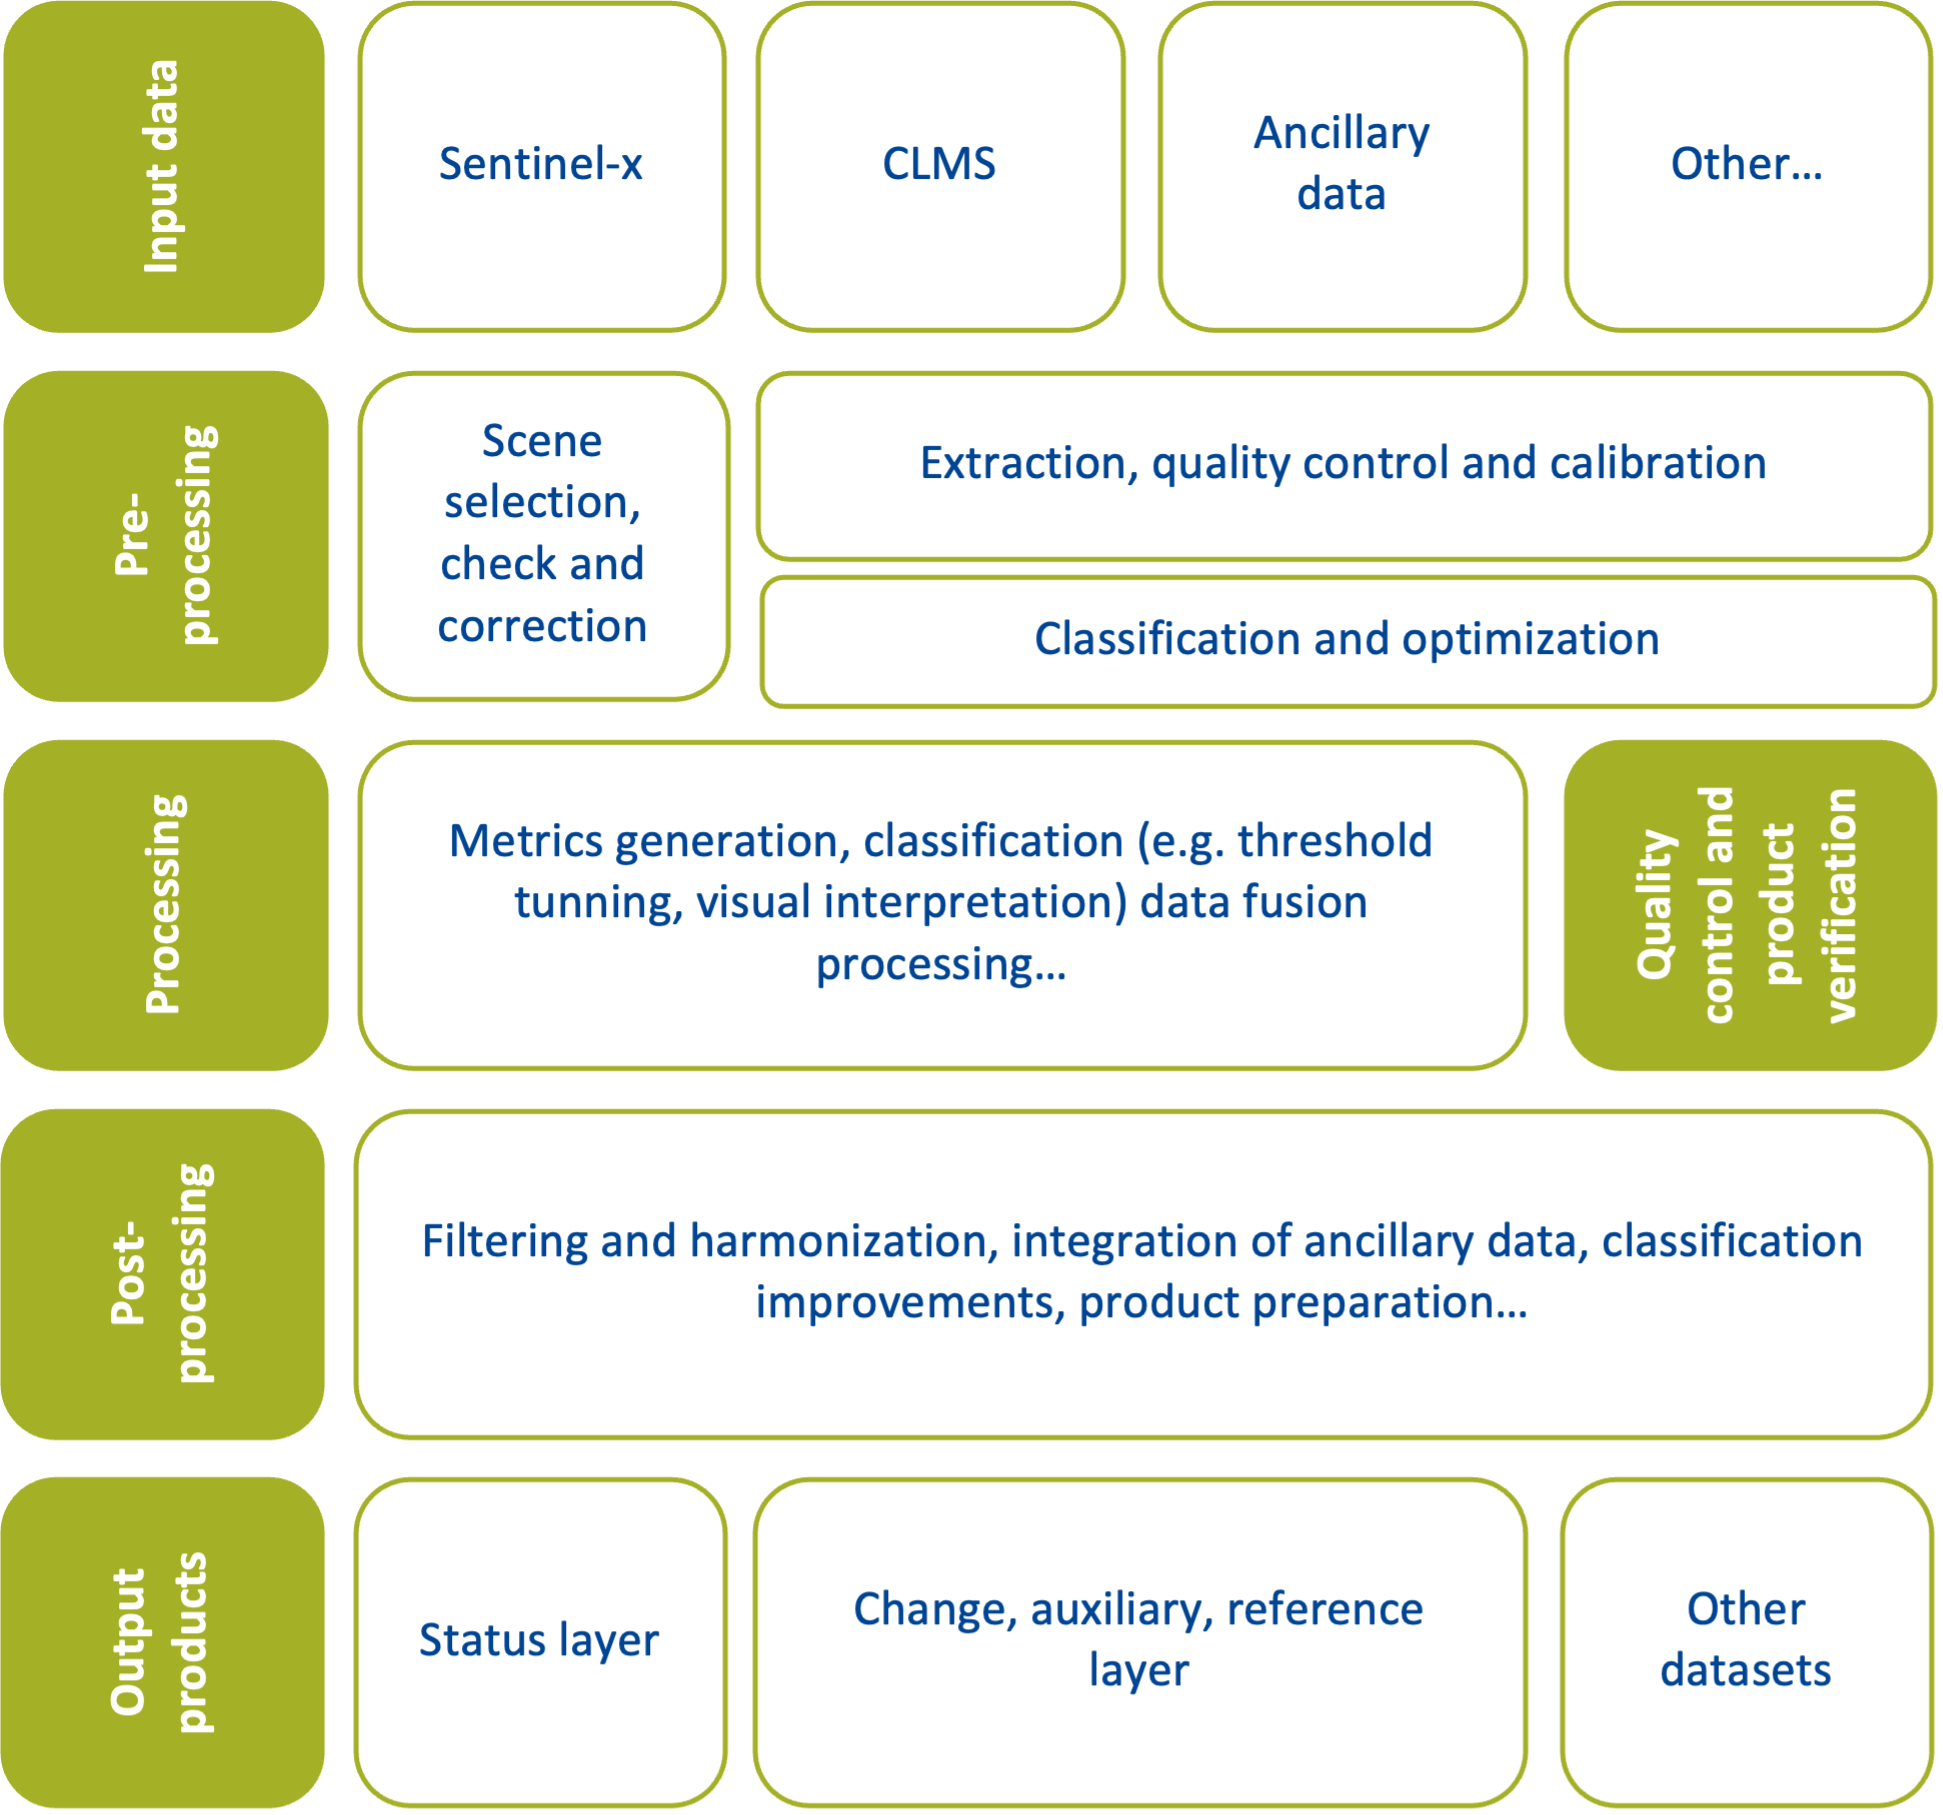 Input data
Sentinel-x
CLMS
Ancillary
data
Other...
Pre-
processing
Scene
selection,
check and
correction
Extraction, quality control and calibration
Classification and optimization
Processing
Metrics generation, classification (e.g. threshold
tunning, visual interpretation) data fusion
processing...
Quality
control and
product
verification
Post-
processing
Filtering and harmonization, integration of ancillary data, classification
improvements, product preparation...
Output
products
Status layer
Change, auxiliary, reference
layer
Other
datasets